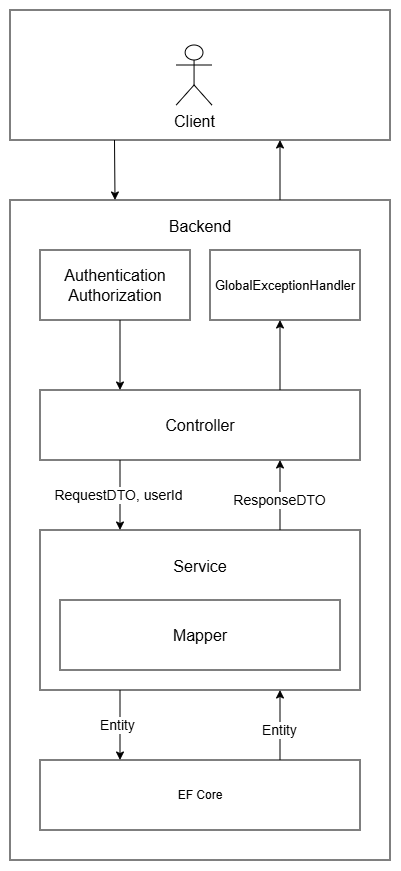 Client
Backend
Authentication
Authorization
GlobalExceptionHandler
Controller
RequestDTO, userId
ResponseDTO
Service
Mapper
Entity
Entity
EF Core